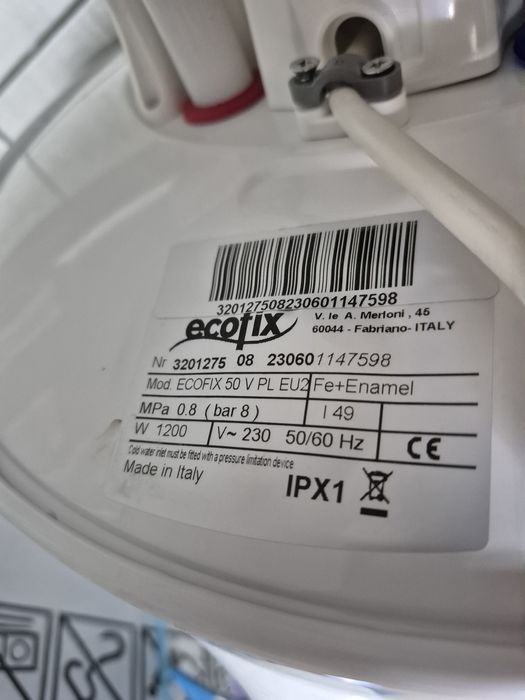 320127508230601147598
ecofix
V. le A. Merloni , 45
60044 - Fabriano- ITALY
Nr 3201275 08 230601147598
Mod. ECOFIX 50 V PL EU2 Fe+Enamel
MPa 0.8 ( bar 8 ) l 49
W 1200 V~ 230 50/60 Hz CE
Cold water inlet must be fitted with a pressure limitation device
Made in Italy
IPX1